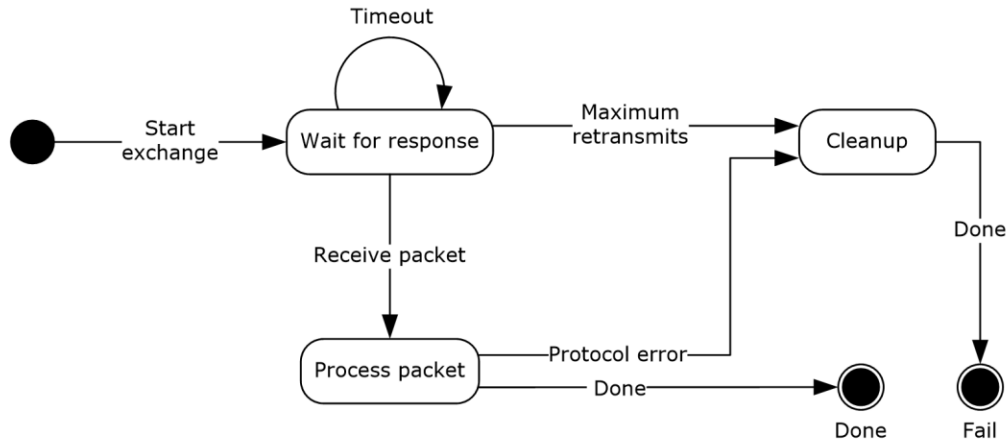 Timeout
Start
exchange
Wait for response
Maximum
retransmits
Cleanup
Receive packet
Done
Process packet
Protocol error
Done
Done
Fail